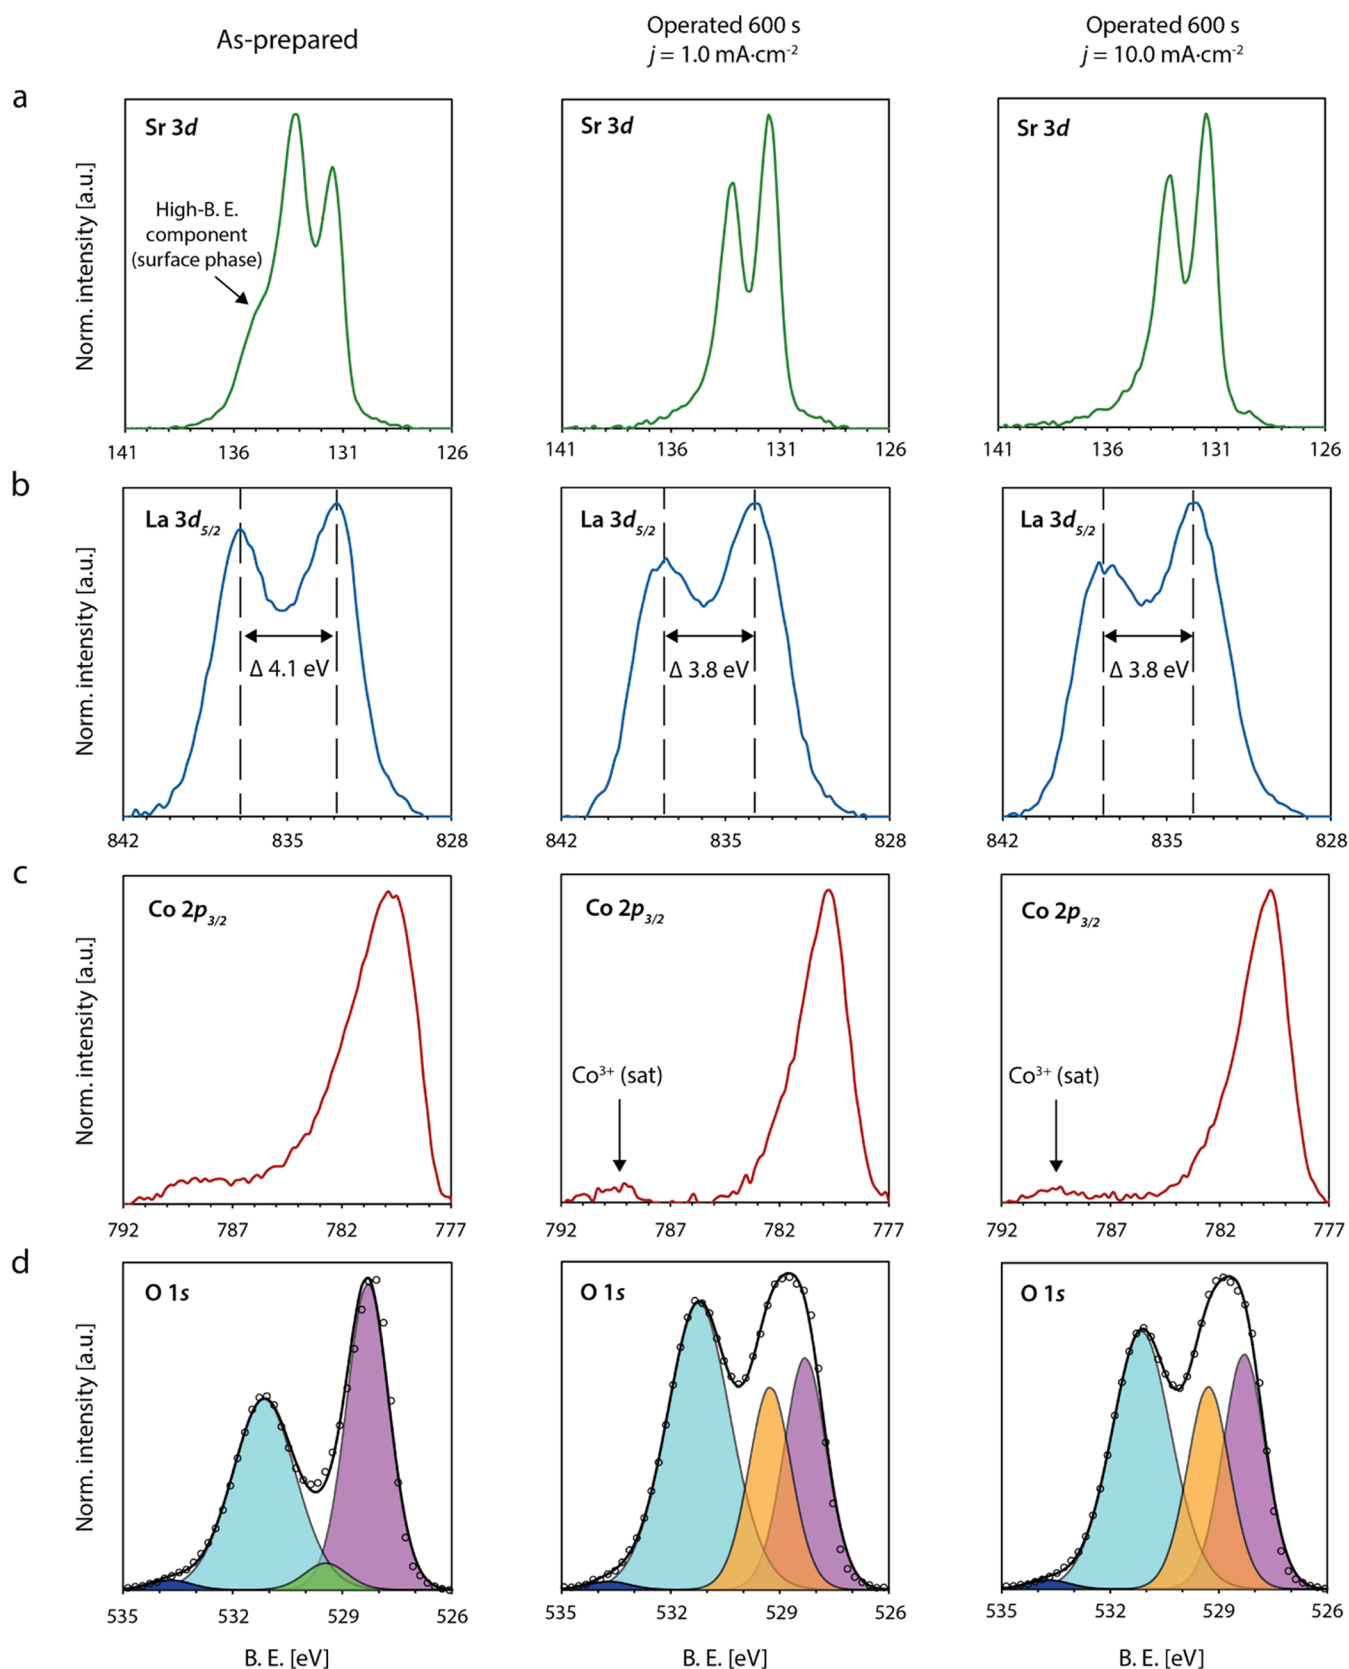 As-prepared
Operated 600 s
j = 1.0 mA·cm-2
Operated 600 s
j = 10.0 mA·cm-2
a
Norm. intensity [a.u.]
Sr 3d
High-B. E.
component
(surface phase)
141 136 131 126
Sr 3d
141 136 131 126
Sr 3d
141 136 131 126
b
Norm. intensity [a.u.]
La 3d5/2
Δ 4.1 eV
842 835 828
La 3d5/2
Δ 3.8 eV
842 835 828
La 3d5/2
Δ 3.8 eV
842 835 828
c
Norm. intensity [a.u.]
Co 2p3/2
792 787 782 777
Co 2p3/2
Co3+ (sat)
792 787 782 777
Co 2p3/2
Co3+ (sat)
792 787 782 777
d
Norm. intensity [a.u.]
O 1s
535 532 529 526
B. E. [eV]
O 1s
535 532 529 526
B. E. [eV]
O 1s
535 532 529 526
B. E. [eV]